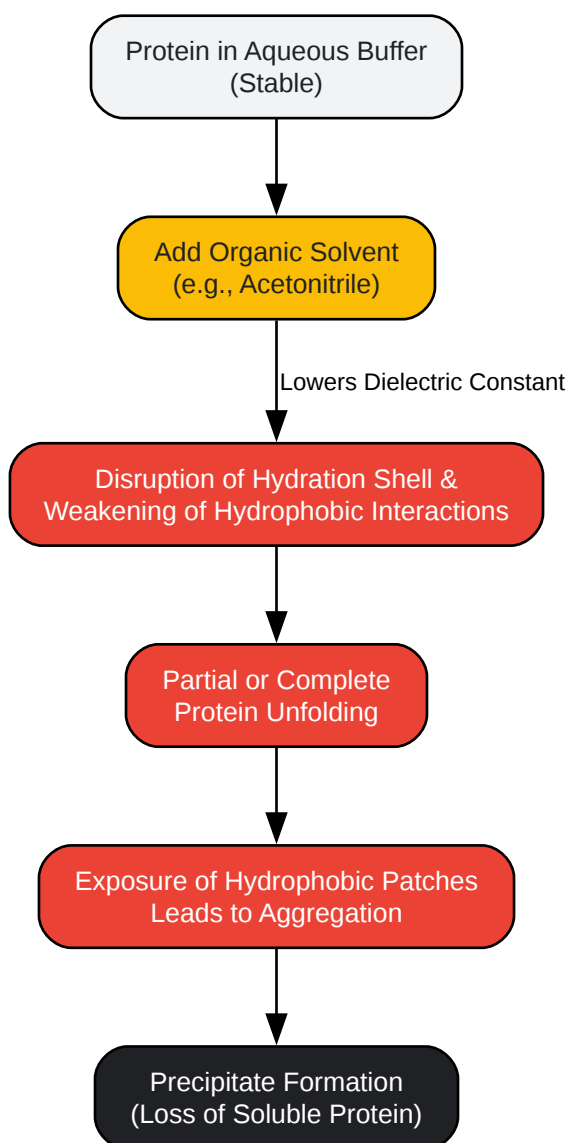 Protein in Aqueous Buffer
(Stable)
Add Organic Solvent
(e.g., Acetonitrile)
Lowers Dielectric Constant
Disruption of Hydration Shell &
Weakening of Hydrophobic Interactions
Partial or Complete
Protein Unfolding
Exposure of Hydrophobic Patches
Leads to Aggregation
Precipitate Formation
(Loss of Soluble Protein)